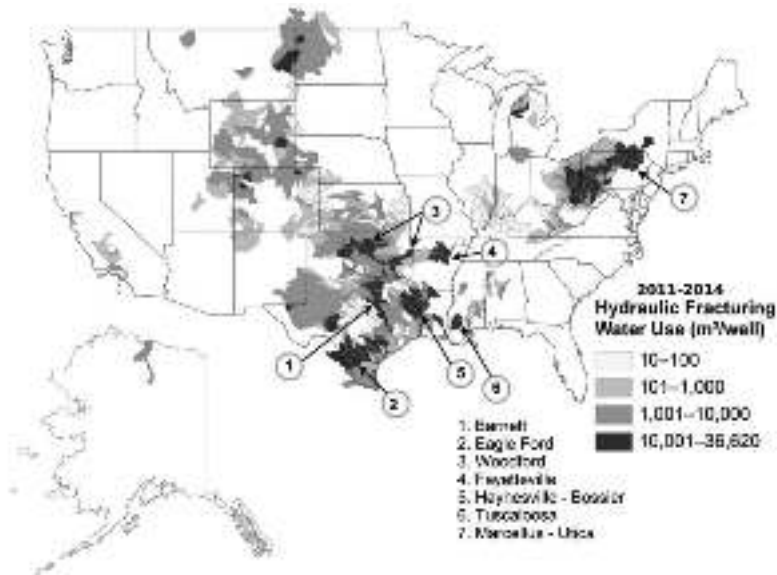 3
7
4
2011-2014
Hydraulic Fracturing
Water Use (m³/well)
10–100
101–1,000
1,001–10,000
10,001–36,620
1
2
5
6
1. Barnett
2. Eagle Ford
3. Woodford
4. Fayetteville
5. Haynesville - Bossier
6. Tuscaloosa
7. Marcellus - Utica